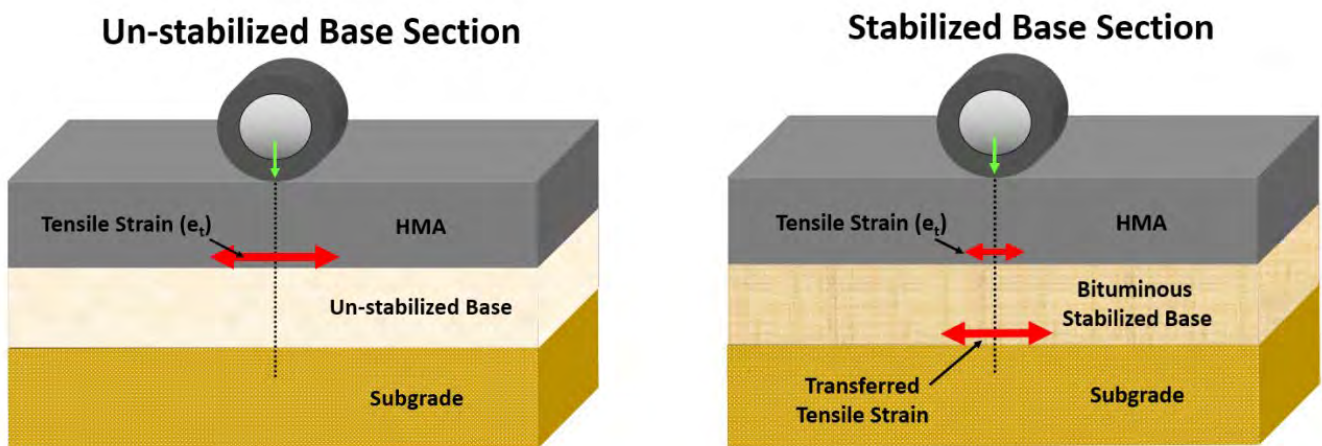 Un-stabilized Base Section
Tensile Strain (et)
HMA
Un-stabilized Base
Subgrade
Stabilized Base Section
Tensile Strain (et)
HMA
Bituminous
Stabilized Base
Transferred
Tensile Strain
Subgrade